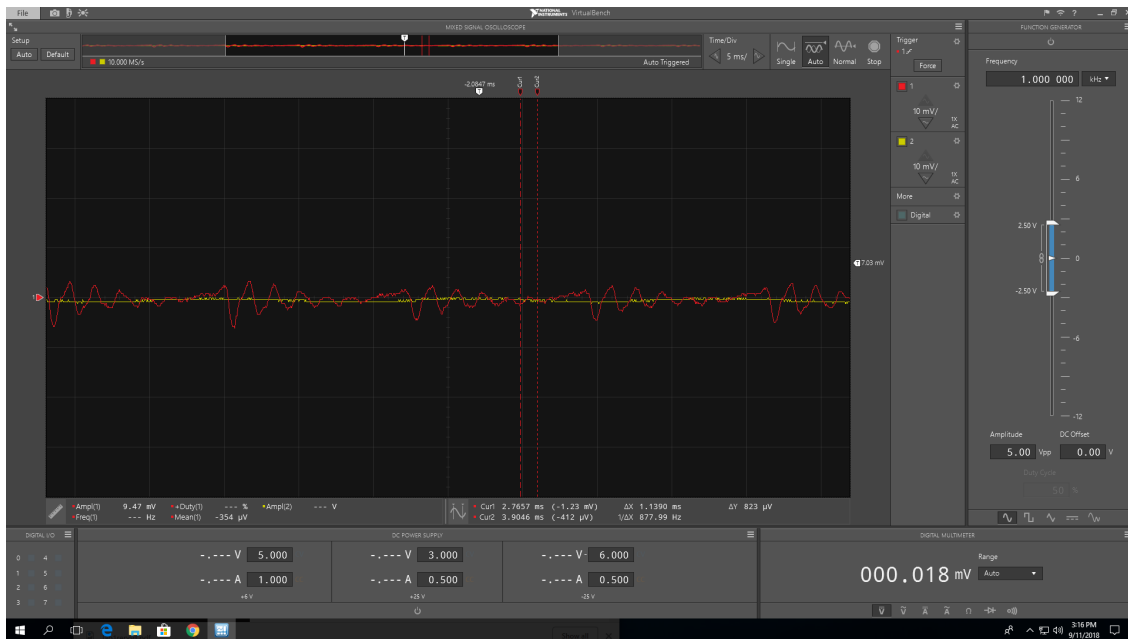 File
NATIONAL INSTRUMENTS VirtualBench
?
MIXED SIGNAL OSCILLOSCOPE
FUNCTION GENERATOR
Setup
Auto Default
T
10.000 MS/s
Auto Triggered
Time/Div
5 ms/
Single Auto Normal Stop
Trigger
1
Force
-2.0847 ms
T
Cur1
Cur2
1
10 mV/
1X
AC
2
10 mV/
1X
AC
More
Digital
1
T 7.03 mV
Frequency
1.000 000 kHz
12
6
2.50 V
0
-2.50 V
-6
-12
Amplitude DC Offset
5.00 Vpp 0.00 V
Duty Cycle
50 %
Ampl(1) 9.47 mV +Duty(1) --- % Ampl(2) --- V
Freq(1) --- Hz Mean(1) -354 µV
Cur1 2.7657 ms (-1.23 mV) ΔX 1.1390 ms ΔY 823 µV
Cur2 3.9046 ms (-412 µV) 1/ΔX 877.99 Hz
DIGITAL I/O
0 4
1 5
2 6
3 7
DC POWER SUPPLY
-.--- V 5.000 -.--- V 3.000 -.--- V- 6.000
-.--- A 1.000 -.--- A 0.500 -.--- A 0.500
+6 V +25 V -25 V
DIGITAL MULTIMETER
000.018 mV
Range
Auto
V V A A Ω
Show all
3:16 PM
9/11/2018